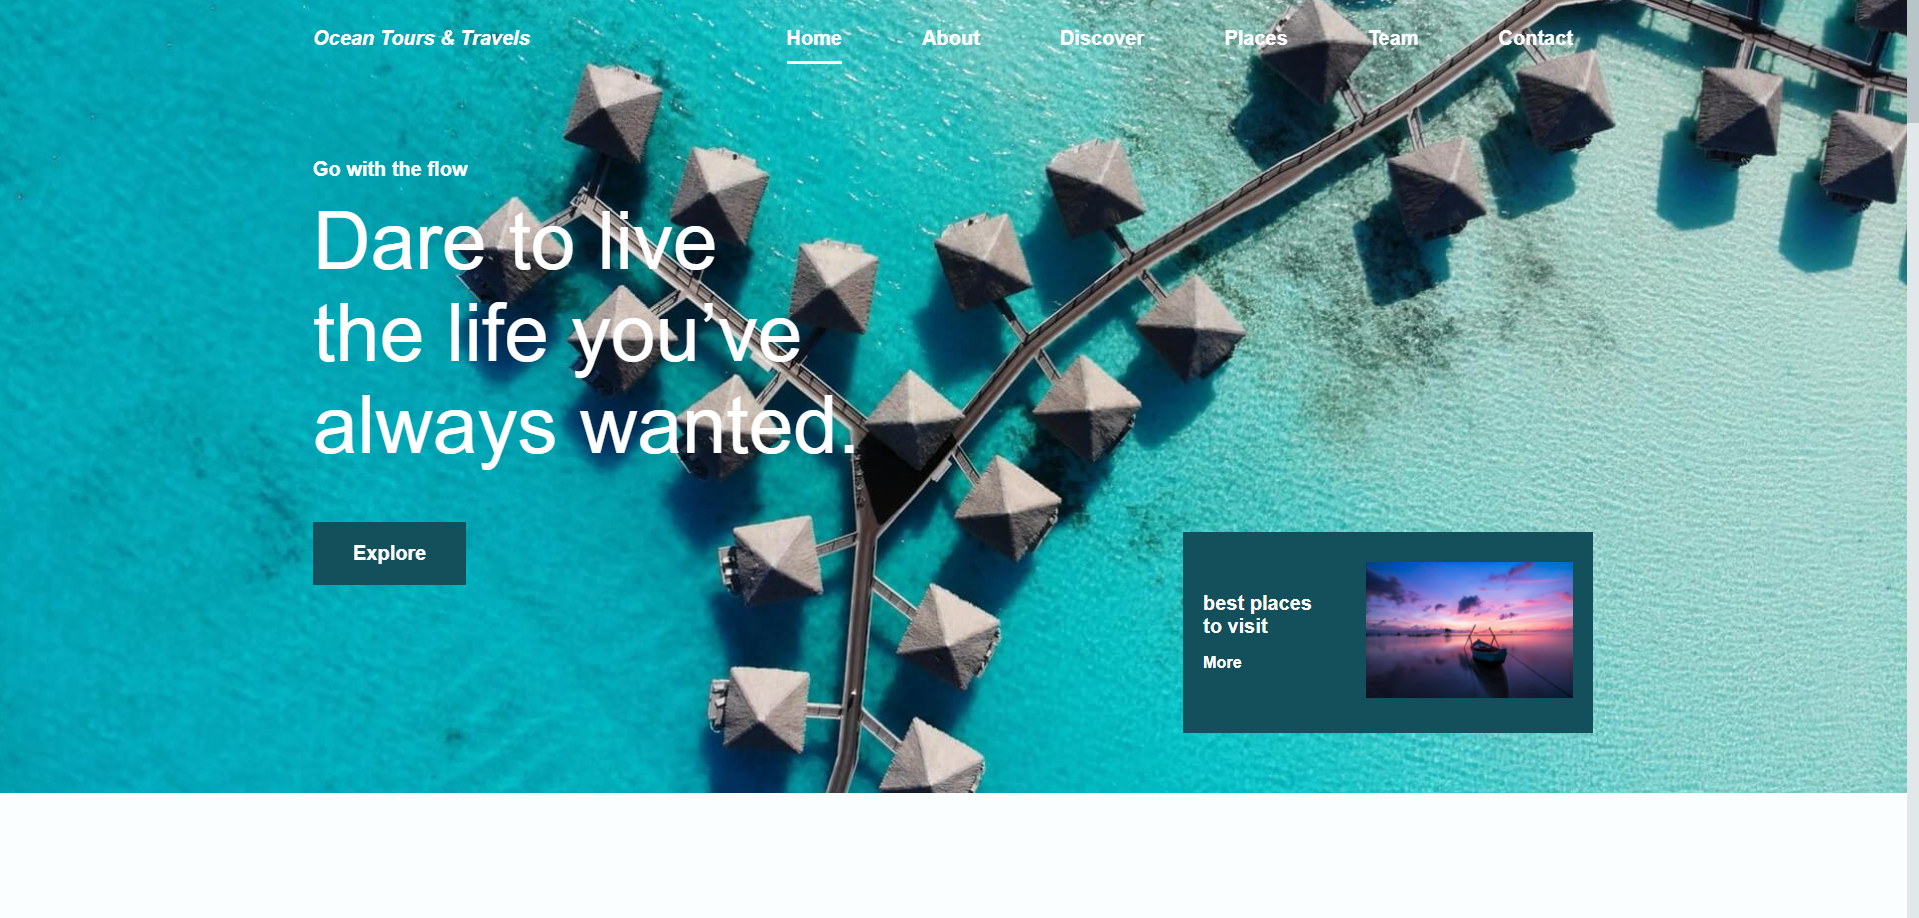 Ocean Tours & Travels
Home About Discover Places Team Contact
Go with the flow
Dare to live
the life you’ve
always wanted.
Explore
best places
to visit
More